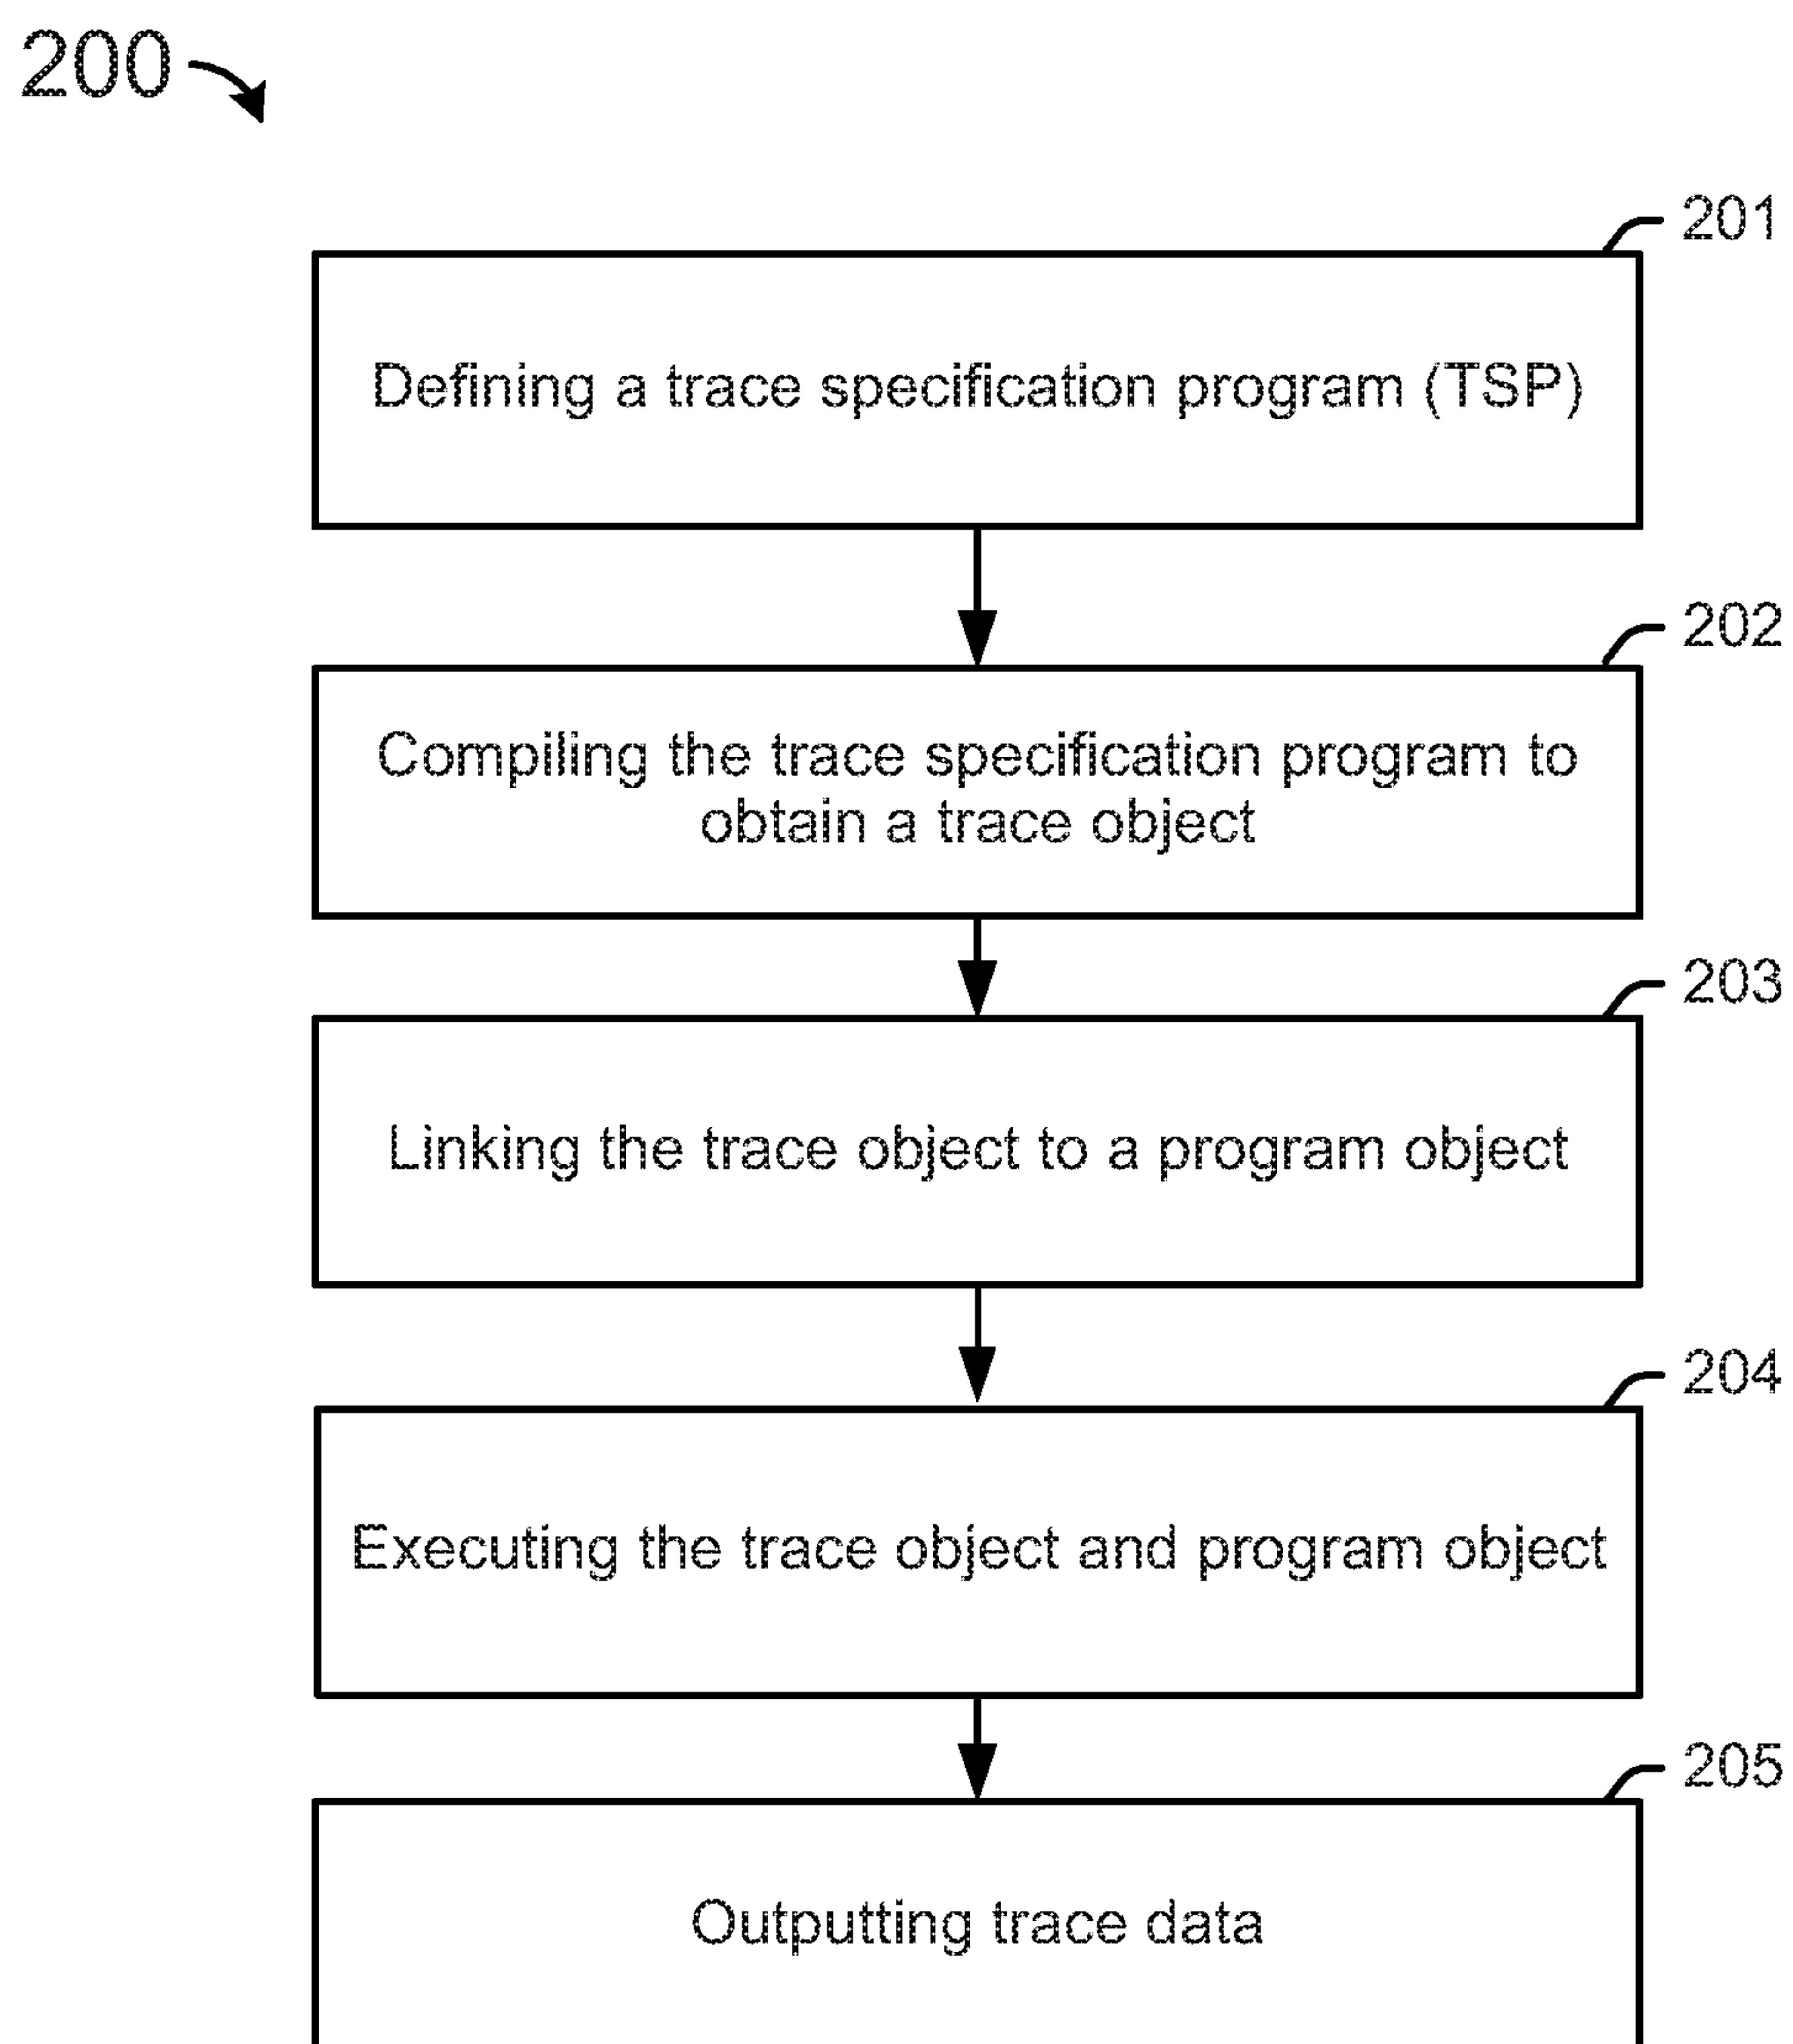 200
201
Defining a trace specification program (TSP)
202
Compiling the trace specification program to
obtain a trace object
203
Linking the trace object to a program object
204
Executing the trace object and program object
205
Outputting trace data